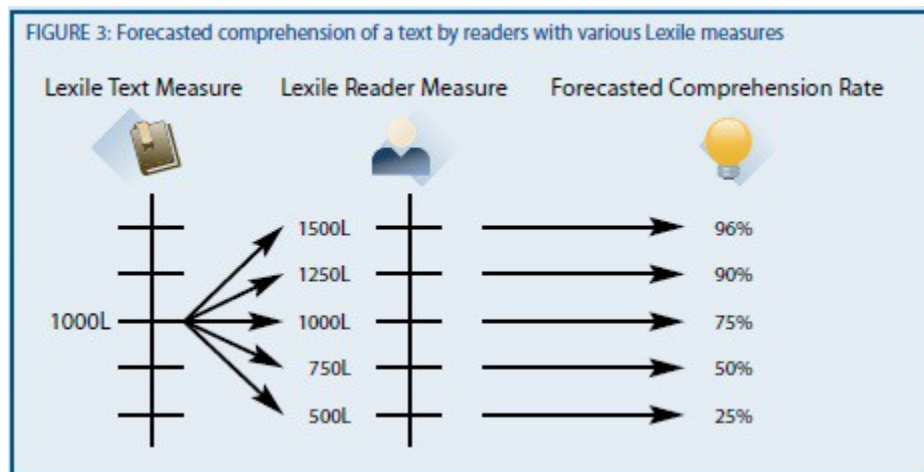 FIGURE 3: Forecasted comprehension of a text by readers with various Lexile measures
Lexile Text Measure Lexile Reader Measure Forecasted Comprehension Rate
1500L 96%
1250L 90%
1000L 1000L 75%
750L 50%
500L 25%